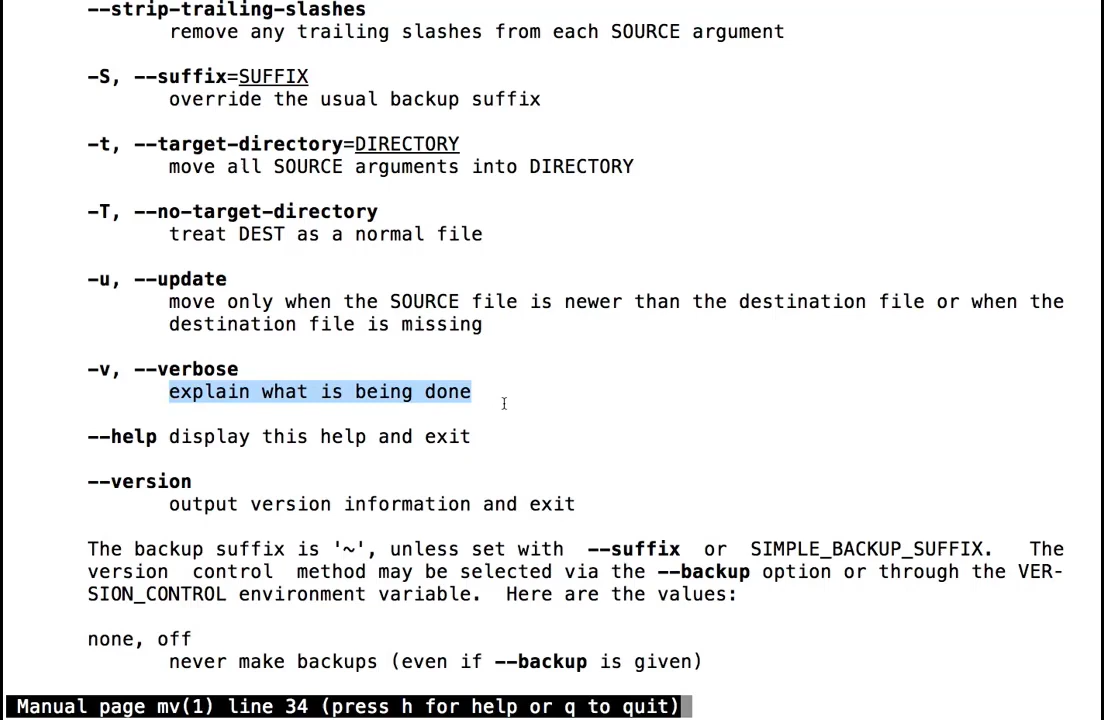 --strip-trailing-slashes
remove any trailing slashes from each SOURCE argument
-S, --suffix=SUFFIX
override the usual backup suffix
-t, --target-directory=DIRECTORY
move all SOURCE arguments into DIRECTORY
-T, --no-target-directory
treat DEST as a normal file
-u, --update
move only when the SOURCE file is newer than the destination file or when the
destination file is missing
-v, --verbose
explain what is being done
--help display this help and exit
--version
output version information and exit
The backup suffix is '~', unless set with --suffix or SIMPLE_BACKUP_SUFFIX. The
version control method may be selected via the --backup option or through the VER-
SION_CONTROL environment variable. Here are the values:
none, off
never make backups (even if --backup is given)
Manual page mv(1) line 34 (press h for help or q to quit)